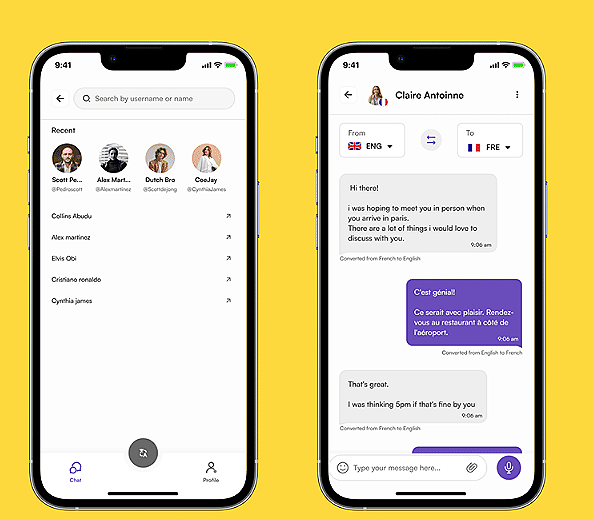 9:41
Search by username or name
Recent
Scott Pe...
Alex Mart...
Dutch Bro
CeeJay
@Pedroscott
@Alexmartinez
@Scottdejong
@CynthiaJames
Collins Abudu
Alex martinez
Elvis Obi
Cristiano ronaldo
Cynthia james
Chat
Profile
9:41
Claire Antoinne
From
ENG
To
FRE
Hi there!
i was hoping to meet you in person when
you arrive in paris.
There are a lot of things i would love to
discuss with you.
9:06 am
Converted from French to English
C'est génial!
Ce serait avec plaisir. Rendez-
vous au restaurant à côté de
l'aéroport.
9:06 am
Converted from English to French
That's great.
I was thinking 5pm if that's fine by you
9:06 am
Converted from French to English
Type your message here...